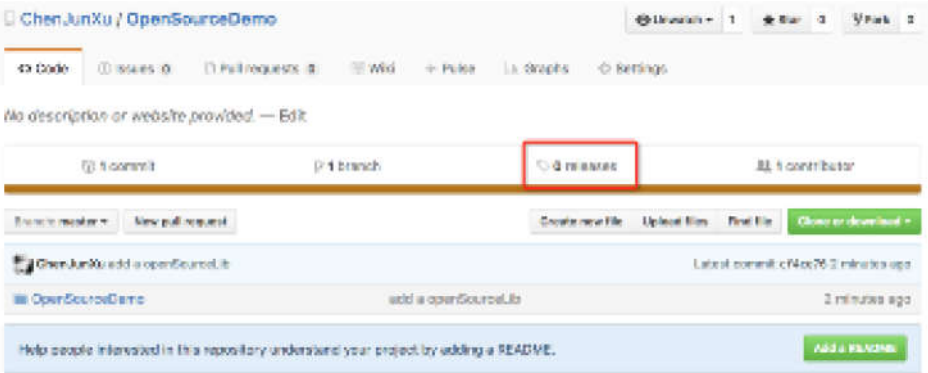 ChenJunXu / OpenSourceDemo Unwatch 1 Star 0 Fork 0
Code Issues 0 Pull requests 0 Wiki Pulse Graphs Settings
No description or website provided. — Edit
1 commit 1 branch 0 releases 1 contributor
Branch: master New pull request Create new file Upload files Find file Clone or download
ChenJunXu add a openSourceLib Latest commit 2 minutes ago
OpenSourceDemo add a openSourceLib 2 minutes ago
Help people interested in this repository understand your project by adding a README. Add a README